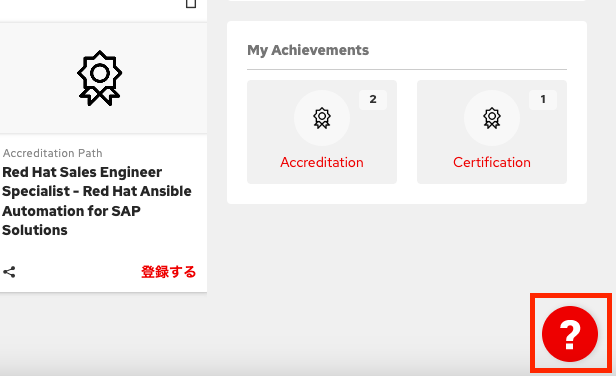 Accreditation Path
Red Hat Sales Engineer
Specialist - Red Hat Ansible
Automation for SAP
Solutions
登録する
My Achievements
2
Accreditation
1
Certification
?